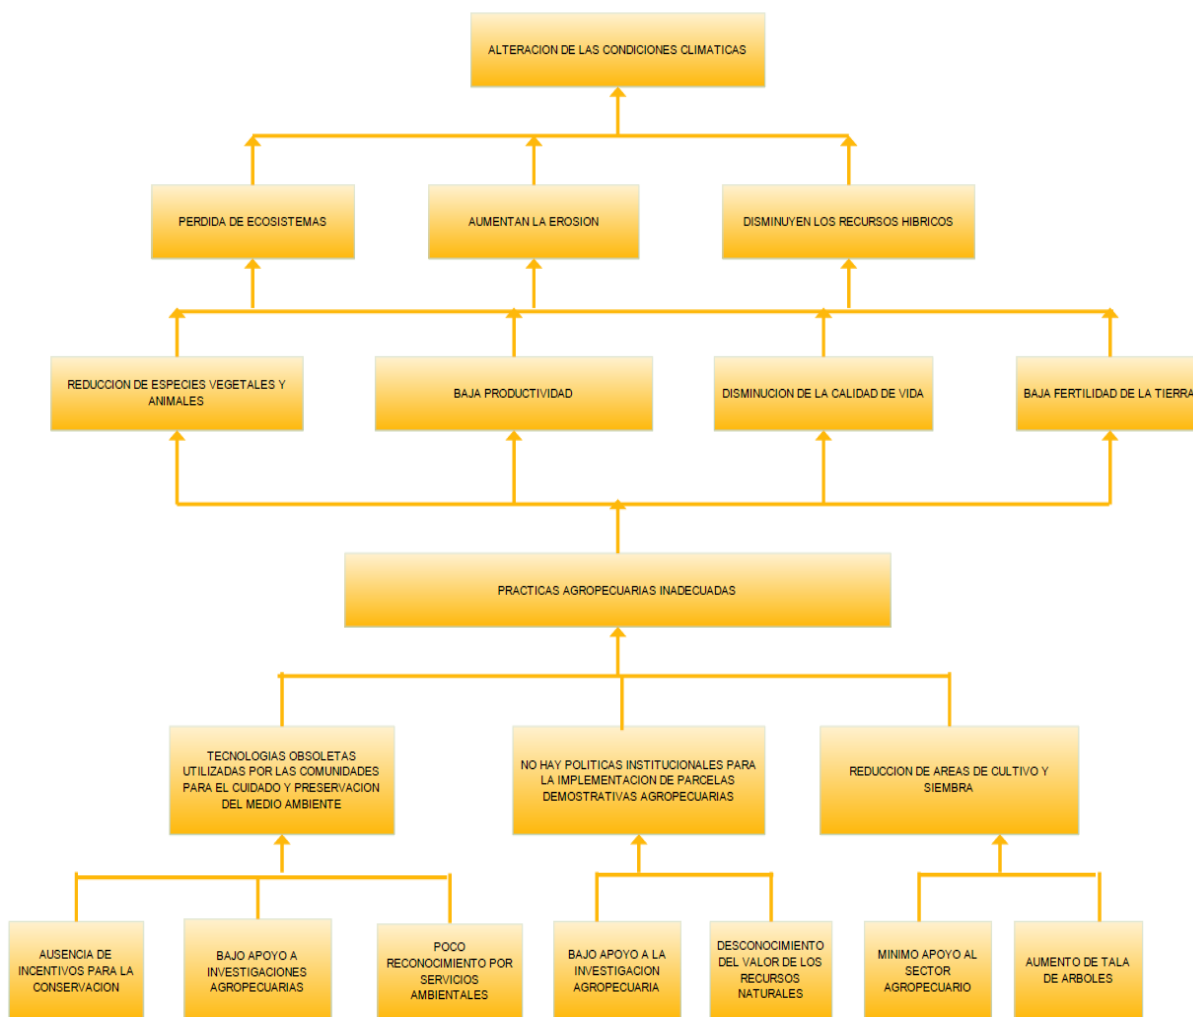 ALTERACION DE LAS CONDICIONES CLIMATICAS
PERDIDA DE ECOSISTEMAS
AUMENTAN LA EROSION
DISMINUYEN LOS RECURSOS HIBRICOS
REDUCCION DE ESPECIES VEGETALES Y
ANIMALES
BAJA PRODUCTIVIDAD
DISMINUCION DE LA CALIDAD DE VIDA
BAJA FERTILIDAD DE LA TIERRA
PRACTICAS AGROPECUARIAS INADECUADAS
TECNOLOGIAS OBSOLETAS
UTILIZADAS POR LAS COMUNIDADES
PARA EL CUIDADO Y PRESERVACION
DEL MEDIO AMBIENTE
NO HAY POLITICAS INSTITUCIONALES PARA
LA IMPLEMENTACION DE PARCELAS
DEMOSTRATIVAS AGROPECUARIAS
REDUCCION DE AREAS DE CULTIVO Y
SIEMBRA
AUSENCIA DE
INCENTIVOS PARA LA
CONSERVACION
BAJO APOYO A
INVESTIGACIONES
AGROPECUARIAS
POCO
RECONOCIMIENTO POR
SERVICIOS
AMBIENTALES
BAJO APOYO A LA
INVESTIGACION
AGROPECUARIA
DESCONOCIMIENTO
DEL VALOR DE LOS
RECURSOS
NATURALES
MINIMO APOYO AL
SECTOR
AGROPECUARIO
AUMENTO DE TALA
DE ARBOLES